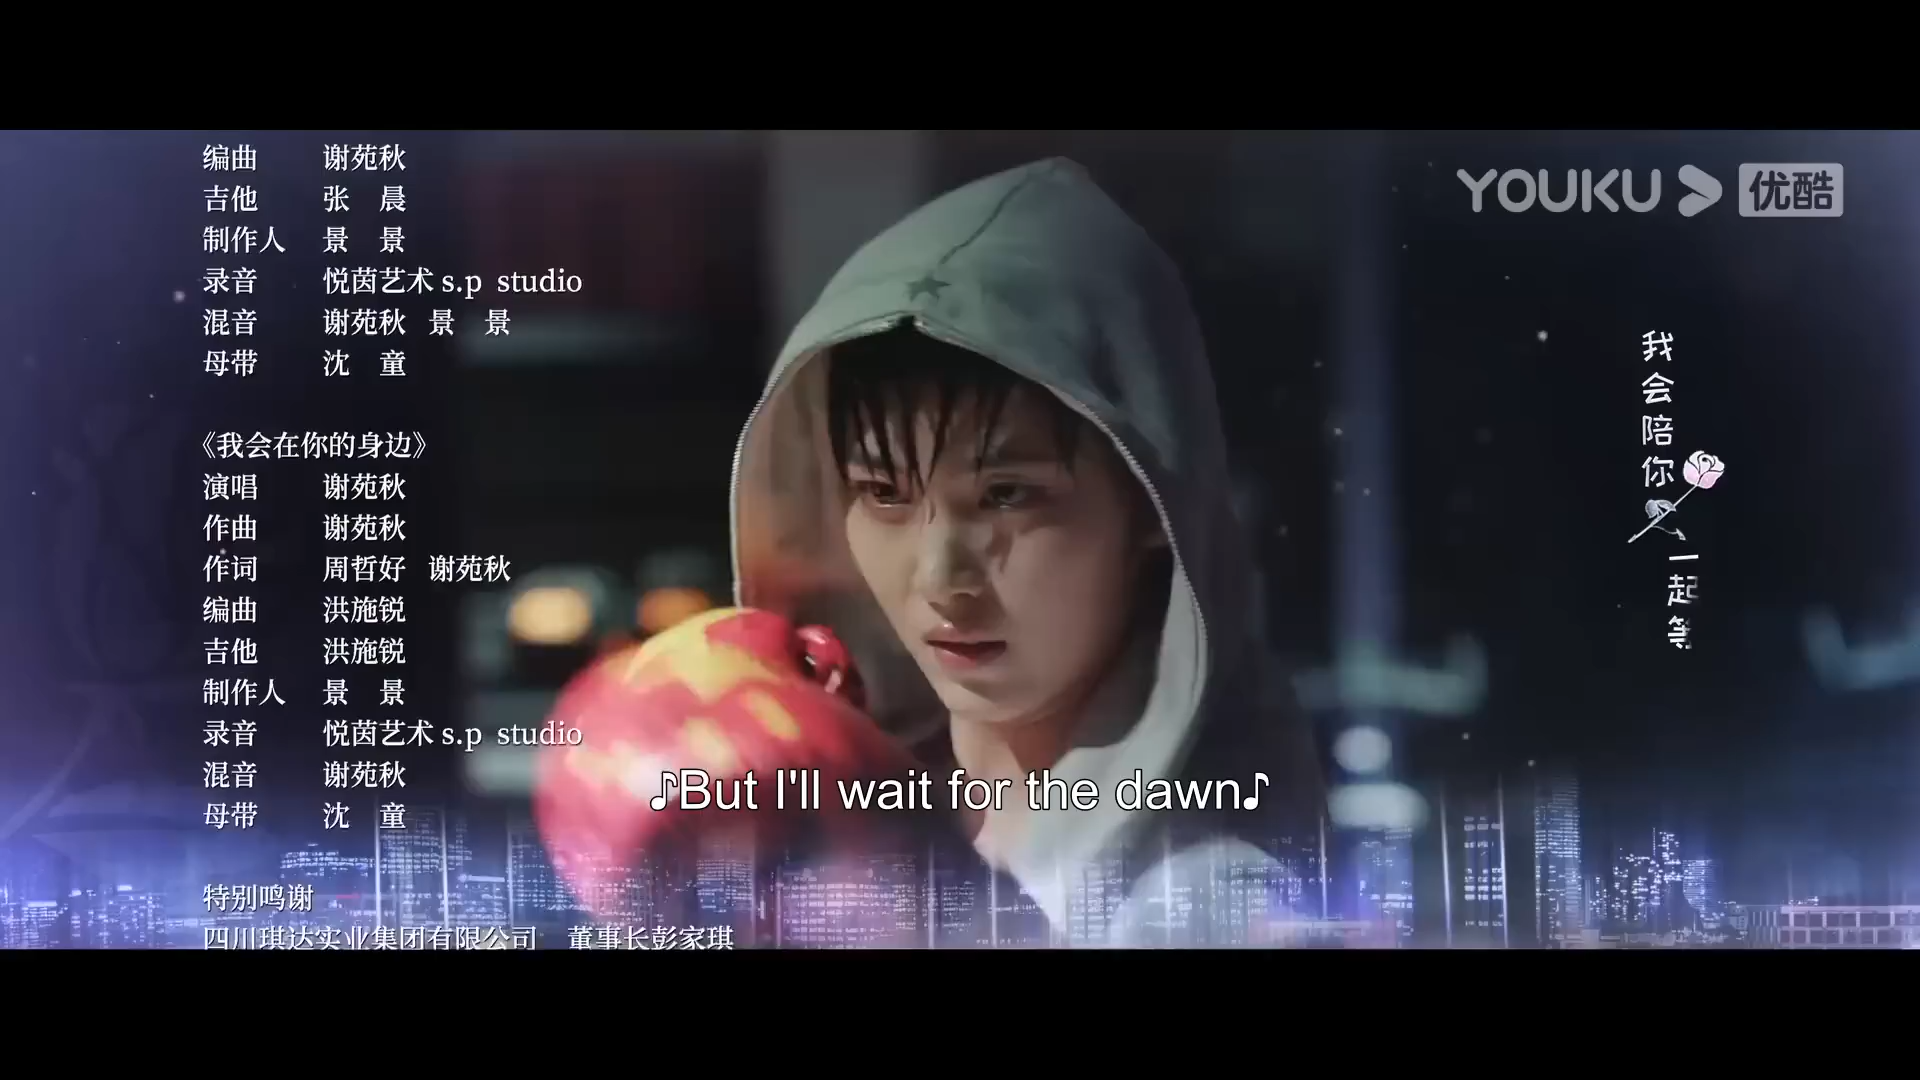 编曲 谢苑秋
吉他 张 晨
制作人 景 景
录音 悦茵艺术 s.p studio
混音 谢苑秋 景 景
母带 沈 童
《我会在你的身边》
演唱 谢苑秋
作曲 谢苑秋
作词 周哲好 谢苑秋
编曲 洪施锐
吉他 洪施锐
制作人 景 景
录音 悦茵艺术 s.p studio
混音 谢苑秋
母带 沈 童
特别鸣谢
四川琪达实业集团有限公司 董事长彭家琪
YOUKU 优酷
我会陪你
一起等
♪But I'll wait for the dawn♪